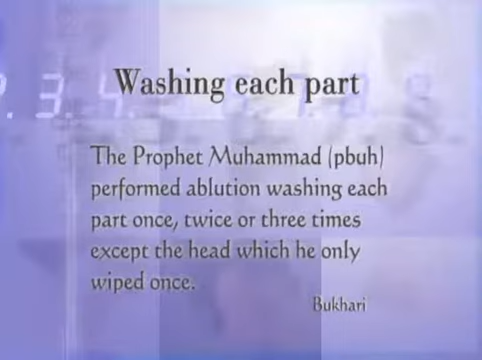 Washing each part
The Prophet Muhammad (pbuh)
performed ablution washing each
part once, twice or three times
except the head which he only
wiped once.
Bukhari